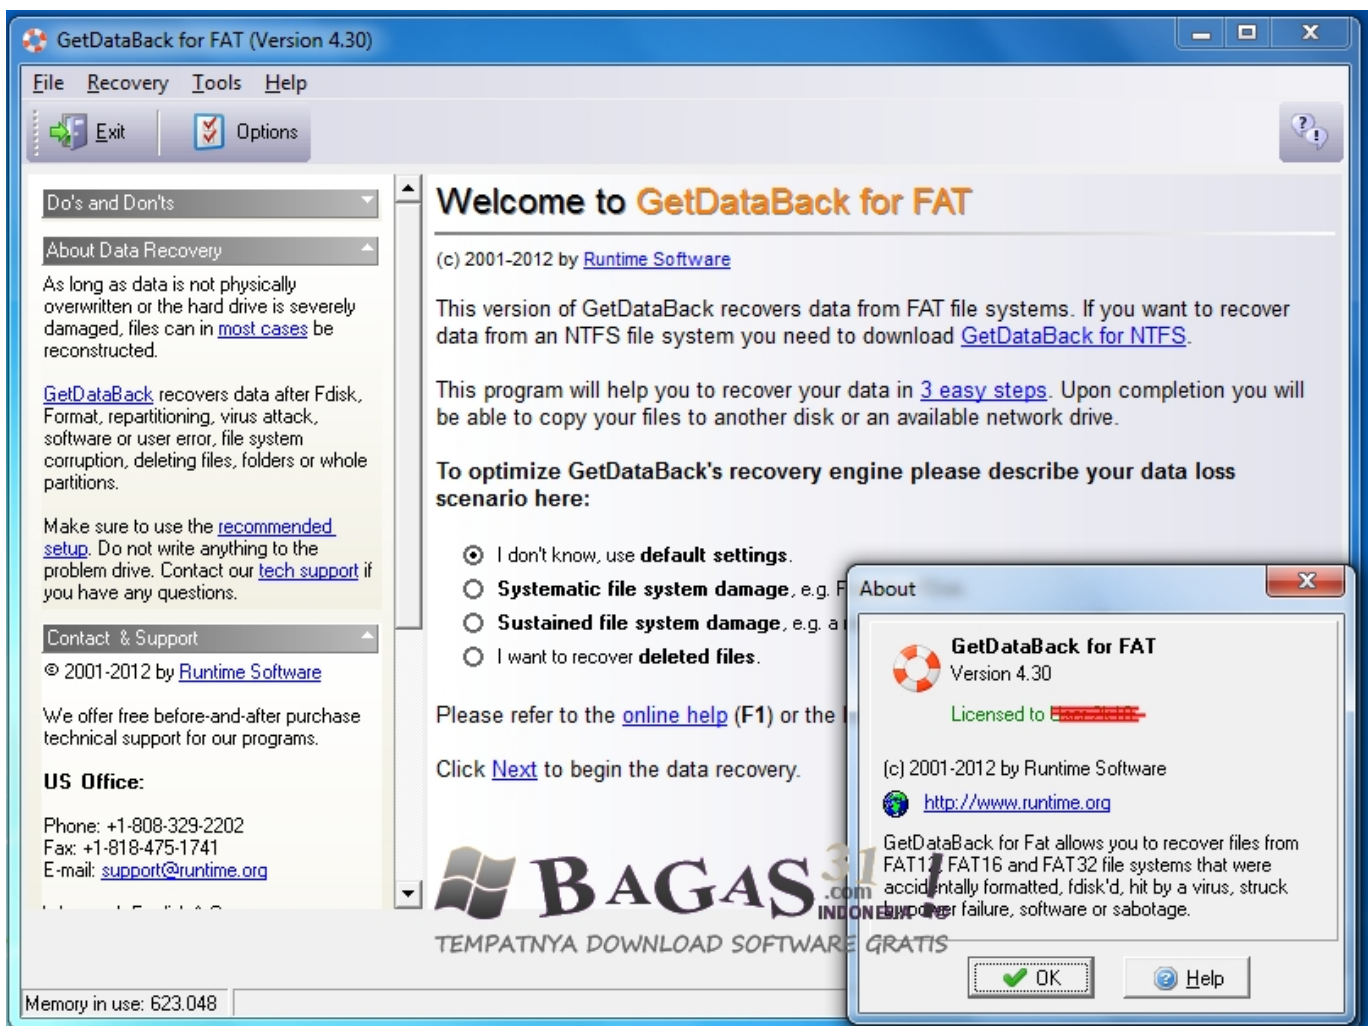 GetDataBack for FAT (Version 4.30)
File Recovery Tools Help
Exit Options
Do's and Don'ts
About Data Recovery
As long as data is not physically
overwritten or the hard drive is severely
damaged, files can in most cases be
reconstructed.
GetDataBack recovers data after Fdisk,
Format, repartitioning, virus attack,
software or user error, file system
corruption, deleting files, folders or whole
partitions.
Make sure to use the recommended
setup. Do not write anything to the
problem drive. Contact our tech support if
you have any questions.
Contact & Support
© 2001-2012 by Runtime Software
We offer free before-and-after purchase
technical support for our programs.
US Office:
Phone: +1-808-329-2202
Fax: +1-818-475-1741
E-mail: support@runtime.org
Welcome to GetDataBack for FAT
(c) 2001-2012 by Runtime Software
This version of GetDataBack recovers data from FAT file systems. If you want to recover
data from an NTFS file system you need to download GetDataBack for NTFS.
This program will help you to recover your data in 3 easy steps. Upon completion you will
be able to copy your files to another disk or an available network drive.
To optimize GetDataBack's recovery engine please describe your data loss
scenario here:
I don't know, use default settings.
Systematic file system damage, e.g. F
Sustained file system damage, e.g. a
I want to recover deleted files.
Please refer to the online help (F1) or the
Click Next to begin the data recovery.
About
GetDataBack for FAT
Version 4.30
Licensed to
(c) 2001-2012 by Runtime Software
http://www.runtime.org
GetDataBack for Fat allows you to recover files from
FAT12, FAT16 and FAT32 file systems that were
accidentally formatted, fdisk'd, hit by a virus, struck
by power failure, software or sabotage.
OK Help
BAGAS31
.com
INDONESIA
TEMPATNYA DOWNLOAD SOFTWARE GRATIS
Memory in use: 623.048